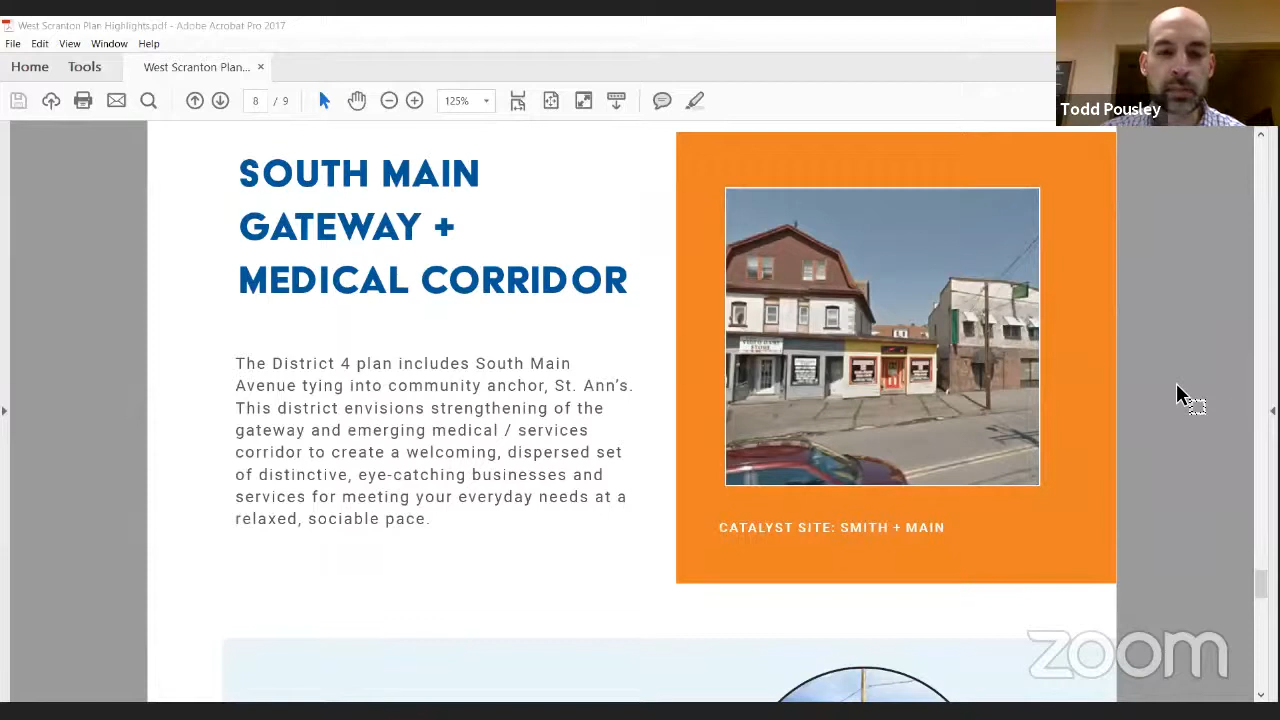 West Scranton Plan Highlights.pdf - Adobe Acrobat Pro 2017
File Edit View Window Help
Home Tools West Scranton Plan... ×
8 / 9 125%
Todd Pousley
SOUTH MAIN
GATEWAY +
MEDICAL CORRIDOR
The District 4 plan includes South Main
Avenue tying into community anchor, St. Ann's.
This district envisions strengthening of the
gateway and emerging medical / services
corridor to create a welcoming, dispersed set
of distinctive, eye-catching businesses and
services for meeting your everyday needs at a
relaxed, sociable pace.
CATALYST SITE: SMITH + MAIN
zoom